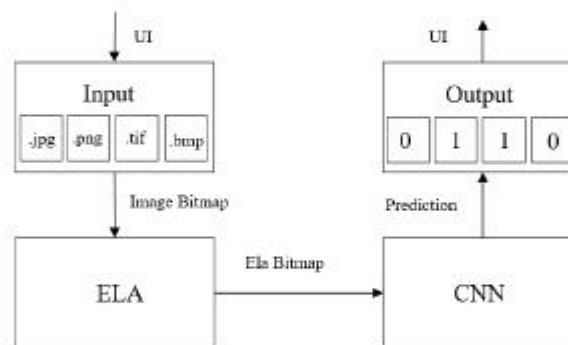 UI
UI
Input
Output
.jpg
.png
.tif
.bmp
0
1
1
0
Image Bitmap
Prediction
Ela Bitmap
ELA
CNN